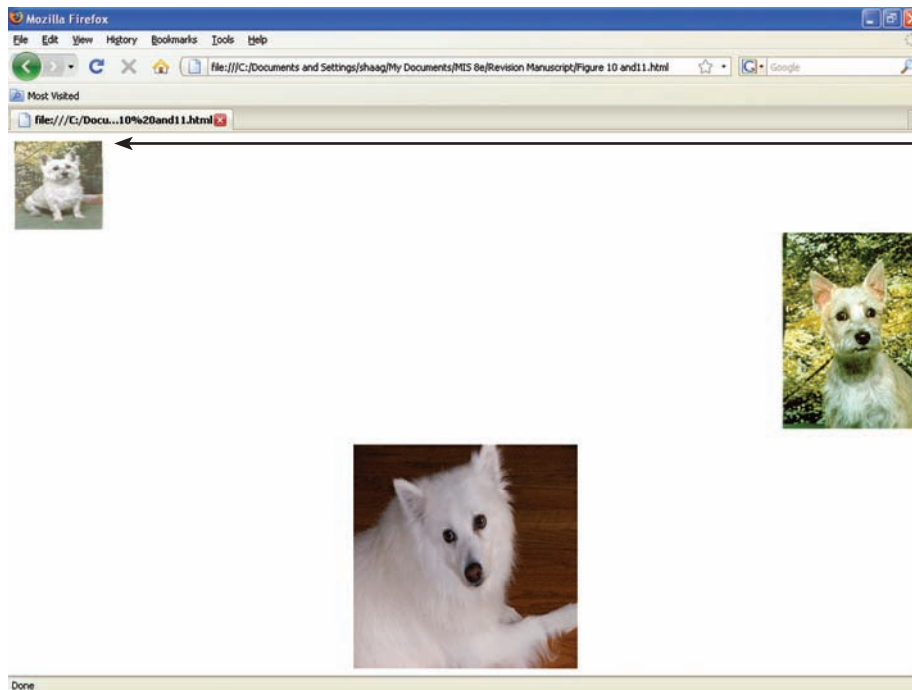 Mozilla Firefox
File Edit View History Bookmarks Tools Help
file:///C:/Documents and Settings/shaag/My Documents/MIS 8e/Revision Manuscript/Figure 10 and11.html
G Google
Most Visited
file:///C:/Docu...10%20and11.html
Done